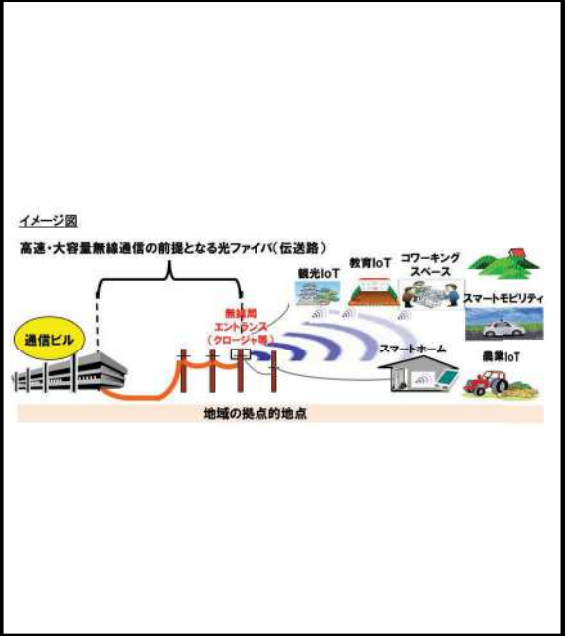 イメージ図
高速・大容量無線通信の前提となる光ファイバ(伝送路)
観光IoT
教育IoT
コワーキング
スペース
無線局
エントランス
(クロージャ等)
スマートモビリティ
通信ビル
スマートホーム
農業IoT
地域の拠点的地点